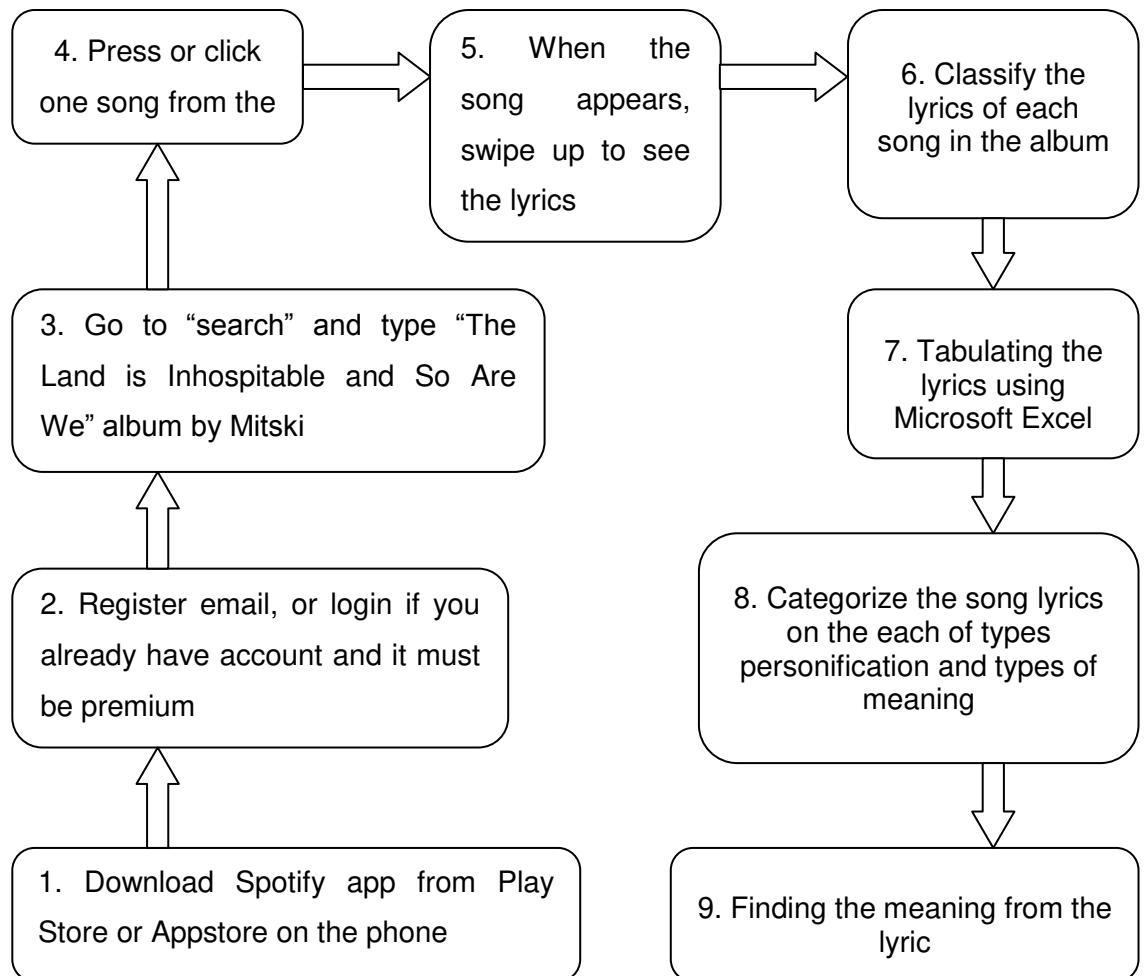 4. Press or click
one song from the
5. When the
song appears,
swipe up to see
the lyrics
6. Classify the
lyrics of each
song in the album
3. Go to “search” and type “The
Land is Inhospitable and So Are
We” album by Mitski
7. Tabulating the
lyrics using
Microsoft Excel
2. Register email, or login if you
already have account and it must
be premium
8. Categorize the song lyrics
on the each of types
personification and types of
meaning
1. Download Spotify app from Play
Store or Appstore on the phone
9. Finding the meaning from the
lyric